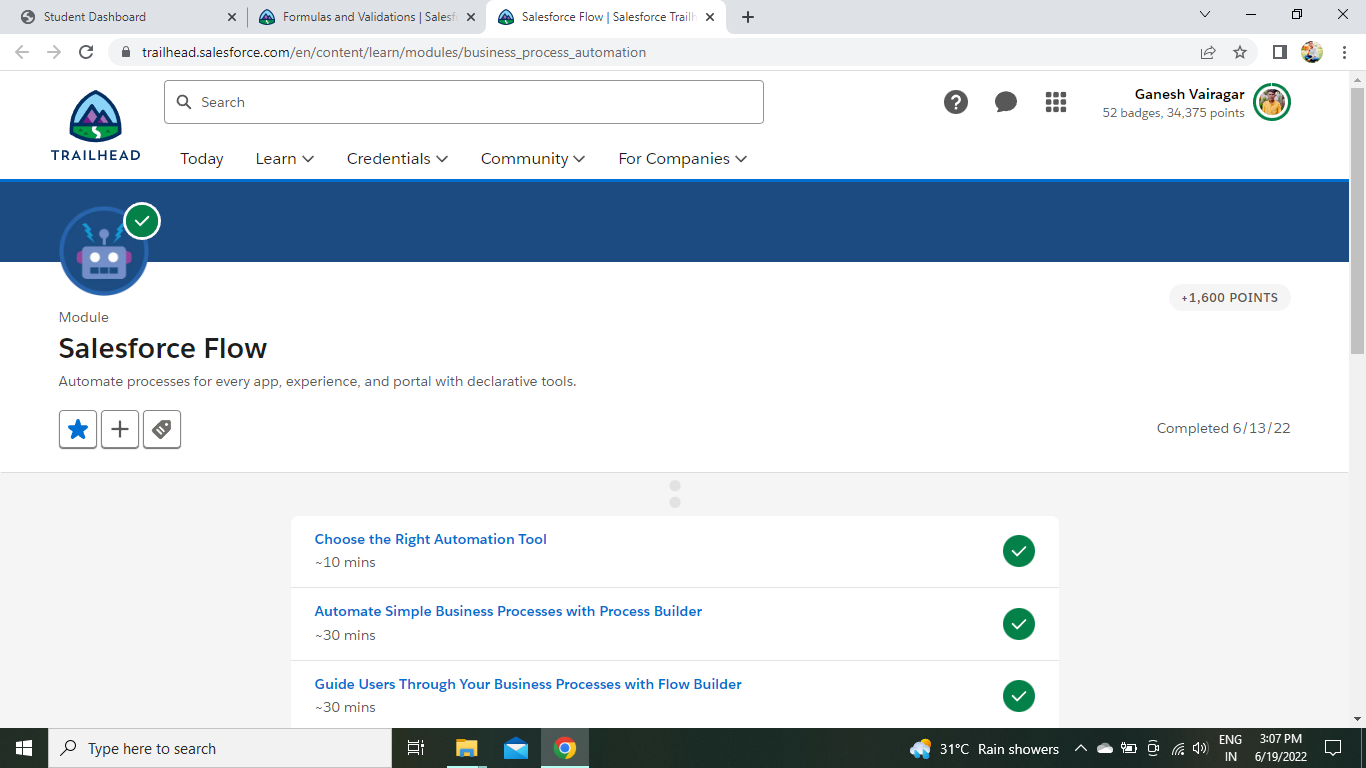 Student Dashboard
Formulas and Validations | Salesf
Salesforce Flow | Salesforce Trailh
trailhead.salesforce.com/en/content/learn/modules/business_process_automation
TRAILHEAD
Search
Ganesh Vairagar
52 badges, 34,375 points
Today
Learn
Credentials
Community
For Companies
+1,600 POINTS
Module
Salesforce Flow
Automate processes for every app, experience, and portal with declarative tools.
Completed 6/13/22
Choose the Right Automation Tool
~10 mins
Automate Simple Business Processes with Process Builder
~30 mins
Guide Users Through Your Business Processes with Flow Builder
~30 mins
Type here to search
31°C Rain showers
ENG
IN
3:07 PM
6/19/2022